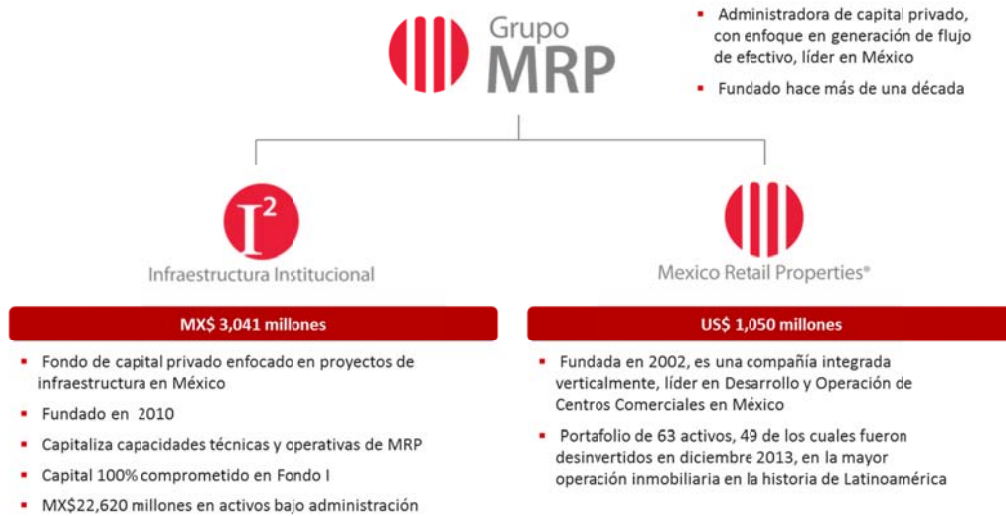 Grupo
MRP
▪ Administradora de capital privado,
con enfoque en generación de flujo
de efectivo, líder en México
▪ Fundado hace más de una década
I²
Infraestructura Institucional
MX$ 3,041 millones
▪ Fondo de capital privado enfocado en proyectos de
infraestructura en México
▪ Fundado en 2010
▪ Capitaliza capacidades técnicas y operativas de MRP
▪ Capital 100% comprometido en Fondo I
▪ MX$22,620 millones en activos bajo administración
Mexico Retail Properties®
US$ 1,050 millones
▪ Fundada en 2002, es una compañía integrada
verticalmente, líder en Desarrollo y Operación de
Centros Comerciales en México
▪ Portafolio de 63 activos, 49 de los cuales fueron
desinvertidos en diciembre 2013, en la mayor
operación inmobiliaria en la historia de Latinoamérica